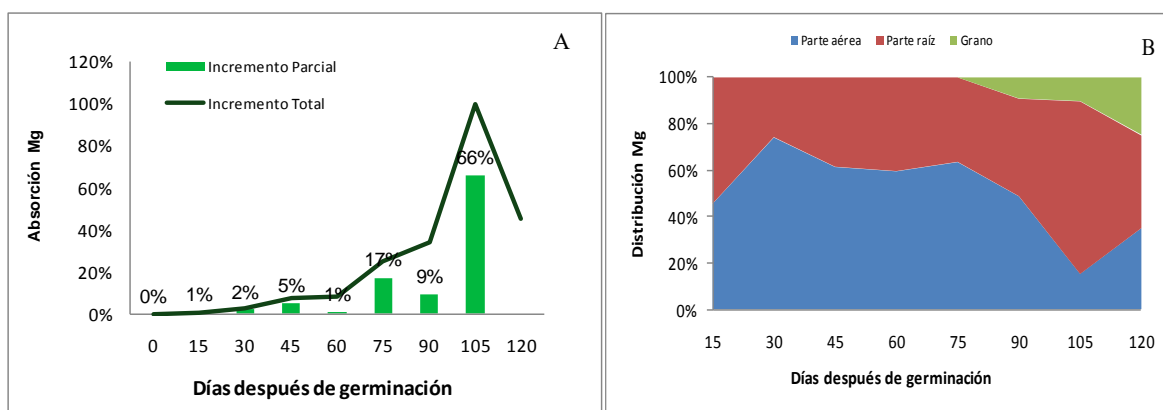 A
Incremento Parcial
Incremento Total
Absorción Mg
120%
100%
80%
60%
40%
20%
0%
0%
1%
2%
5%
1%
17%
9%
66%
0 15 30 45 60 75 90 105 120
Días después de germinación
B
Parte aérea Parte raíz Grano
Distribución Mg
100%
80%
60%
40%
20%
0%
15 30 45 60 75 90 105 120
Días después de germinación